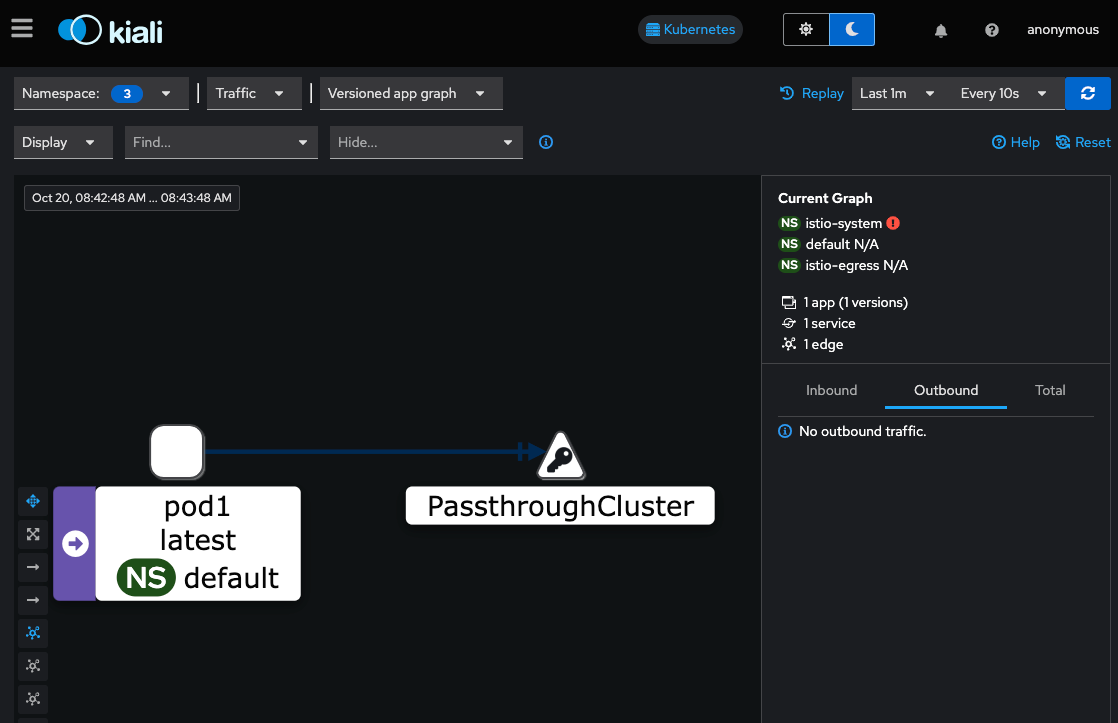 kiali
Kubernetes
anonymous
Namespace: 3
Traffic
Versioned app graph
Replay
Last 1m
Every 10s
Display
Find...
Hide...
Help
Reset
Oct 20, 08:42:48 AM ... 08:43:48 AM
Current Graph
NS istio-system
NS default N/A
NS istio-egress N/A
1 app (1 versions)
1 service
1 edge
Inbound
Outbound
Total
No outbound traffic.
pod1
latest
NS default
PassthroughCluster